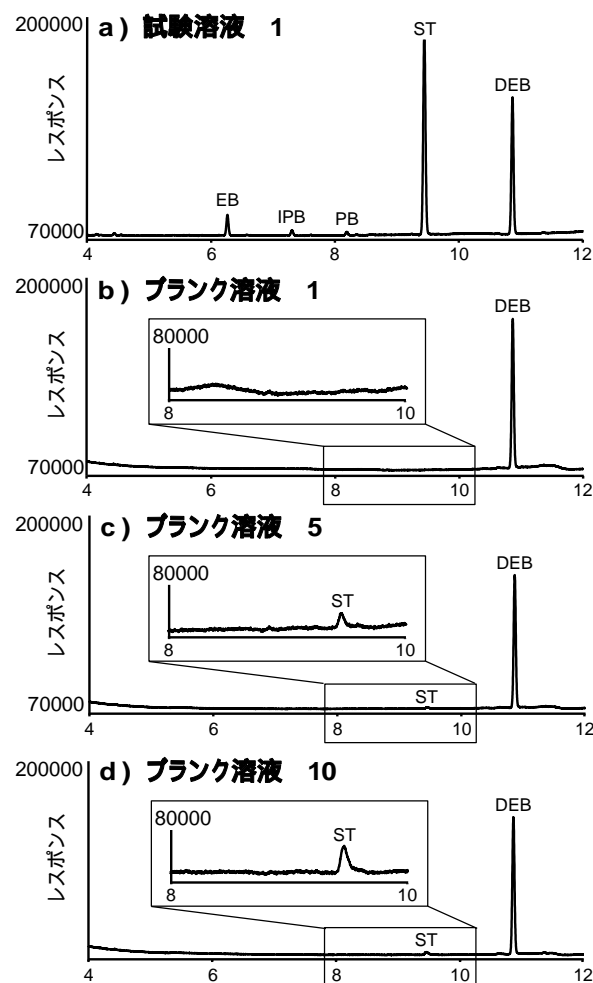 200000
a) 試験溶液 1
ST
DEB
レスポンス
EB
IPB
PB
70000
4 6 8 10 12
200000
b) ブランク溶液 1
DEB
レスポンス
80000
8 10
70000
4 6 8 10 12
200000
c) ブランク溶液 5
DEB
レスポンス
80000
ST
8 10
ST
70000
4 6 8 10 12
200000
d) ブランク溶液 10
DEB
レスポンス
80000
ST
8 10
ST
4 6 8 10 12